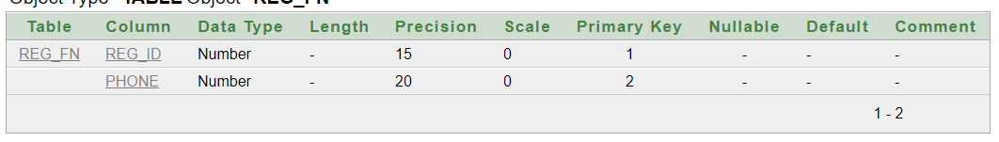 Object Type TABLE Object REG_FN
Table Column Data Type Length Precision Scale Primary Key Nullable Default Comment
REG_FN REG_ID Number - 15 0 1 - - -
PHONE Number - 20 0 2 - - -
1 - 2